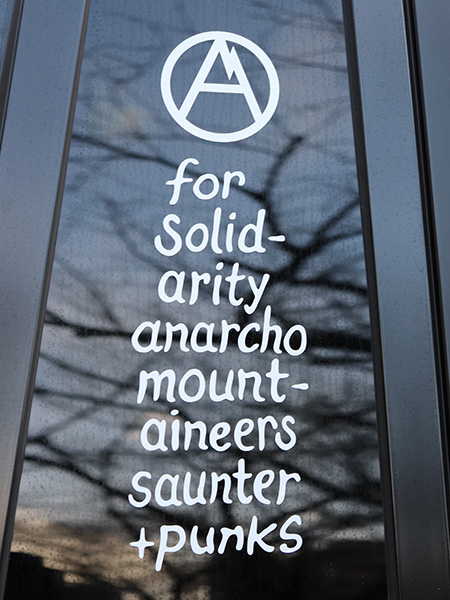 for
solid-
arity
anarcho
mount-
aineers
saunter
+punks